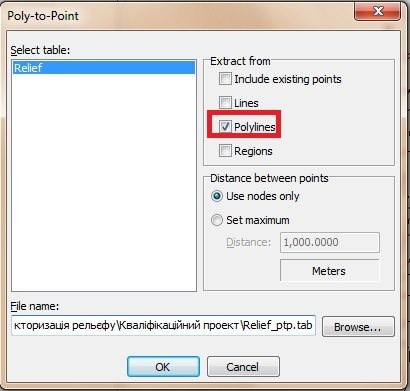 Poly-to-Point
Select table:
Relief
Extract from
Include existing points
Lines
Polylines
Regions
Distance between points
Use nodes only
Set maximum
Distance: 1,000.0000
Meters
File name:
кторизація рельєфу\Кваліфікаційний проект\Relief_ptp.tab
Browse...
OK
Cancel